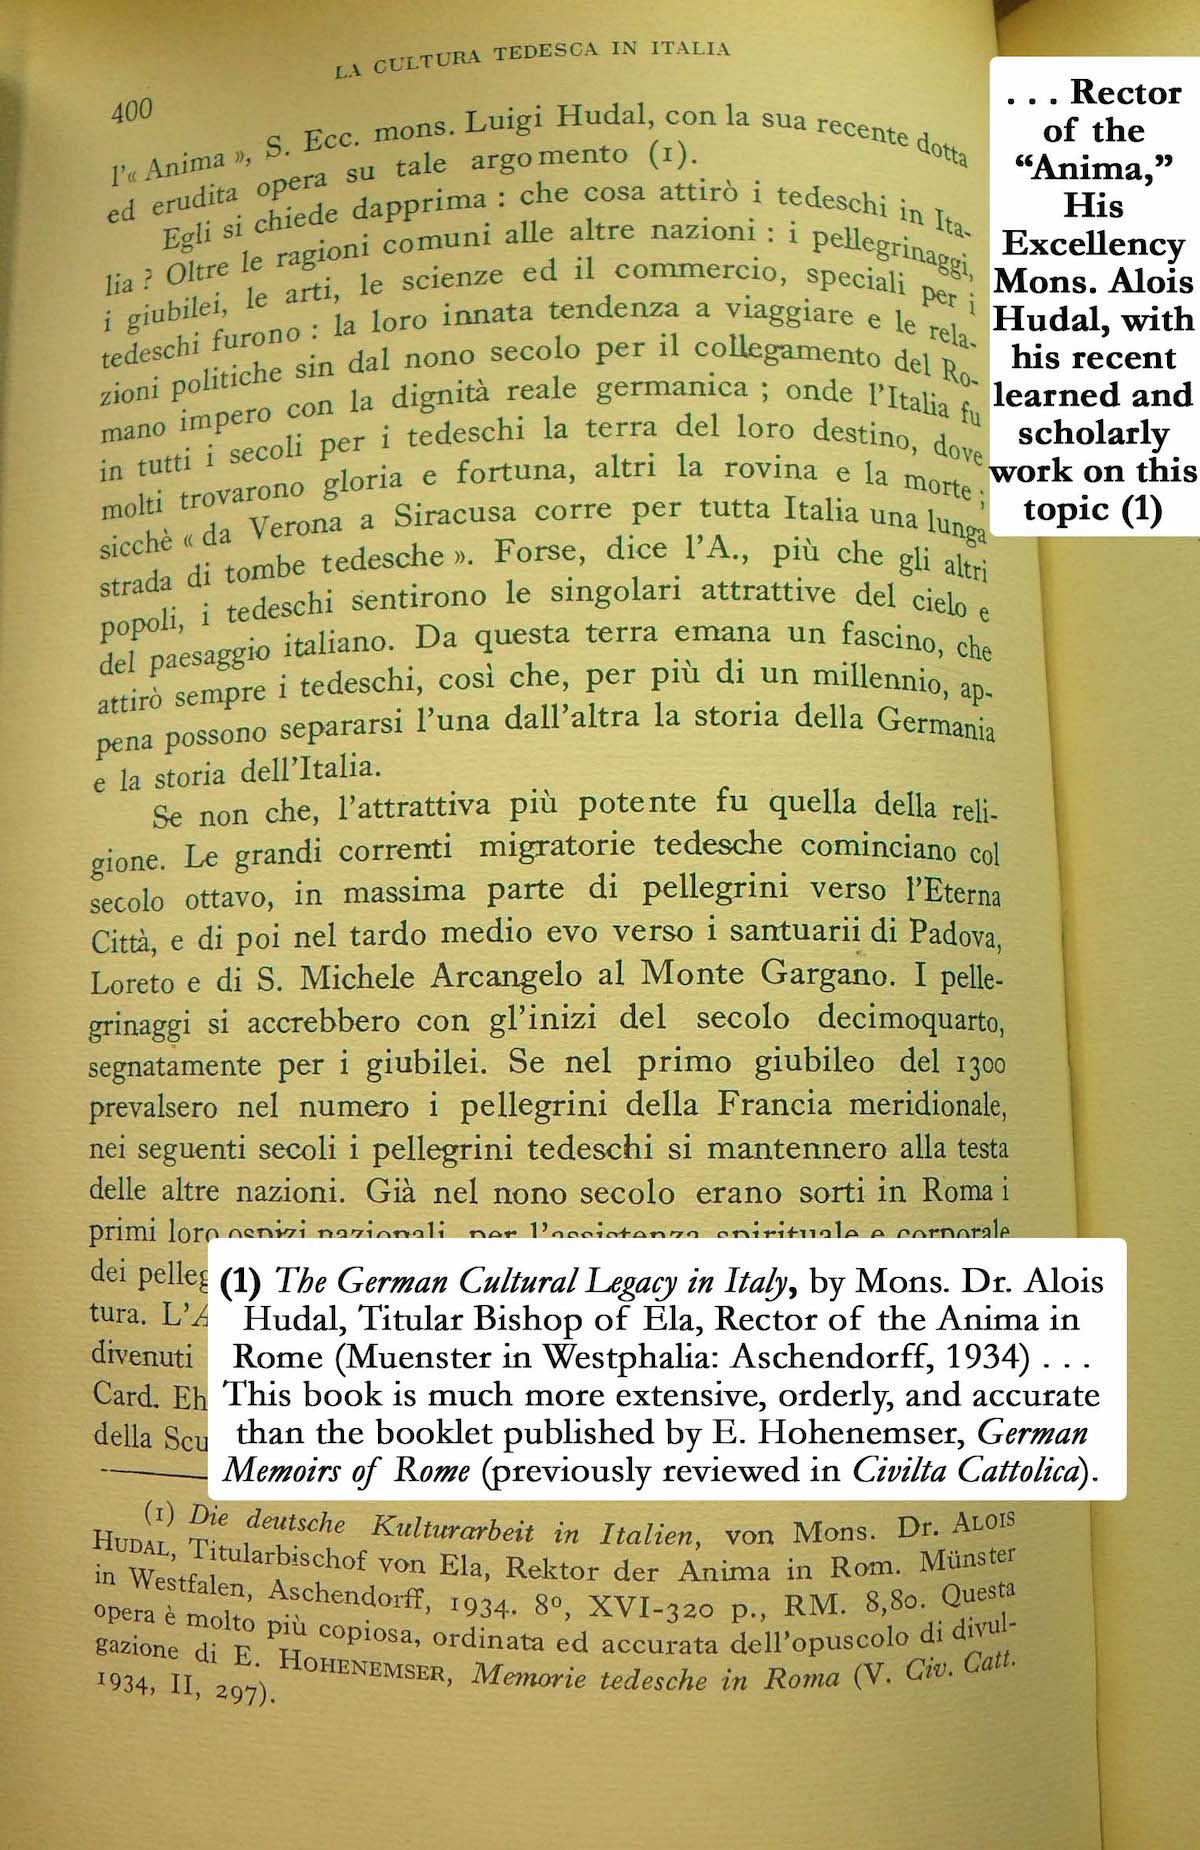 LA CULTURA TEDESCA IN ITALIA
400
l'« Anima », S. Ecc. mons. Luigi Hudal, con la sua recente dotta
ed erudita opera su tale argomento (1).
Egli si chiede dapprima : che cosa attirò i tedeschi in Ita-
lia ? Oltre le ragioni comuni alle altre nazioni : i pellegrinaggi,
i giubilei, le arti, le scienze ed il commercio, speciali per i
tedeschi furono : la loro innata tendenza a viaggiare e le rela-
zioni politiche sin dal nono secolo per il collegamento del Ro-
mano impero con la dignità reale germanica ; onde l'Italia fu
in tutti i secoli per i tedeschi la terra del loro destino, dove
molti trovarono gloria e fortuna, altri la rovina e la morte ;
sicchè « da Verona a Siracusa corre per tutta Italia una lunga
strada di tombe tedesche ». Forse, dice l'A., più che gli altri
popoli, i tedeschi sentirono le singolari attrattive del cielo e
del paesaggio italiano. Da questa terra emana un fascino, che
attirò sempre i tedeschi, così che, per più di un millennio, ap-
pena possono separarsi l'una dall'altra la storia della Germania
e la storia dell'Italia.
Se non che, l'attrattiva più potente fu quella della reli-
gione. Le grandi correnti migratorie tedesche cominciano col
secolo ottavo, in massima parte di pellegrini verso l'Eterna
Città, e di poi nel tardo medio evo verso i santuarii di Padova,
Loreto e di S. Michele Arcangelo al Monte Gargano. I pelle-
grinaggi si accrebbero con gl'inizi del secolo decimoquarto,
segnatamente per i giubilei. Se nel primo giubileo del 1300
prevalsero nel numero i pellegrini della Francia meridionale,
nei seguenti secoli i pellegrini tedeschi si mantennero alla testa
delle altre nazioni. Già nel nono secolo erano sorti in Roma i
primi loro ospizi nazionali, per l'assistenza spirituale e corporale
dei pelleg
tura. L'A
divenuti
Card. Eh
della Scu
(1) Die deutsche Kulturarbeit in Italien, von Mons. Dr. ALOIS
HUDAL, Titularbischof von Ela, Rektor der Anima in Rom. Münster
in Westfalen, Aschendorff, 1934. 8º, XVI-320 p., RM. 8,80. Questa
opera è molto più copiosa, ordinata ed accurata dell'opuscolo di divul-
gazione di E. HOHENEMSER, Memorie tedesche in Roma (V. Civ. Catt.
1934, II, 297).
. . . Rector
of the
“Anima,”
His
Excellency
Mons. Alois
Hudal, with
his recent
learned and
scholarly
work on this
topic (1)
(1) The German Cultural Legacy in Italy, by Mons. Dr. Alois
Hudal, Titular Bishop of Ela, Rector of the Anima in
Rome (Muenster in Westphalia: Aschendorff, 1934) . . .
This book is much more extensive, orderly, and accurate
than the booklet published by E. Hohenemser, German
Memoirs of Rome (previously reviewed in Civilta Cattolica).